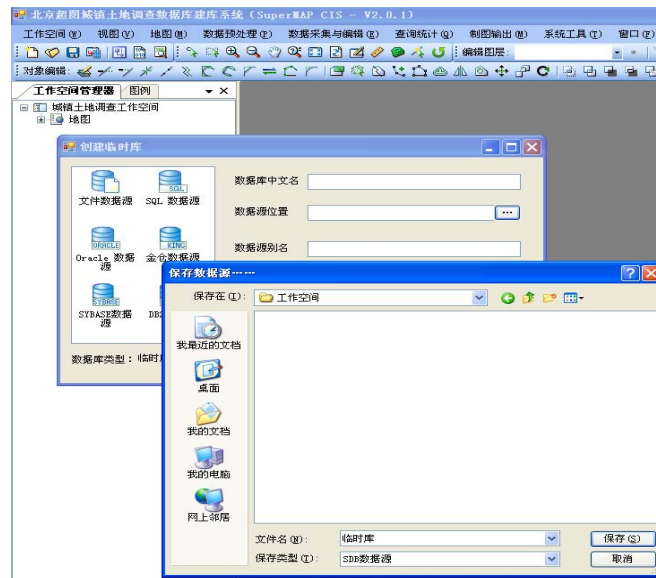 北京超图城镇土地调查数据库建库系统 (SuperMAP CIS - V2.0.1)
工作空间(W) 视图(V) 地图(M) 数据预处理(P) 数据采集与编辑(E) 查询统计(Q) 制图输出(M) 系统工具(T) 窗口(P)
编辑图层:
对象编辑:
工作空间管理器 图例
城镇土地调查工作空间
地图
创建临时库
文件数据源 SQL 数据源
Oracle 数据源 金仓数据源
SYBASE数据源 DB2
数据库中文名
数据源位置
数据源别名
数据库类型：临时库
保存数据源……
保存在(I): 工作空间
我最近的文档
桌面
我的文档
我的电脑
网上邻居
文件名(N): 临时库 保存(S)
保存类型(T): SDB数据源 取消